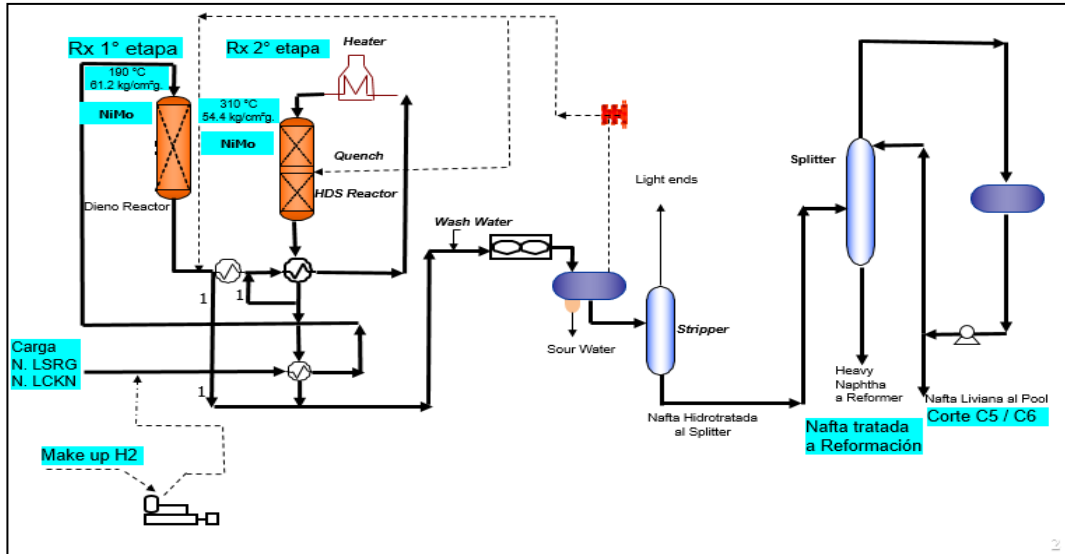 Rx 1° etapa
190 °C
61.2 kg/cm²g.
NiMo
Dieno Reactor
Rx 2° etapa
Heater
310 °C
54.4 kg/cm²g.
NiMo
Quench
HDS Reactor
Wash Water
Light ends
Splitter
1
1
1
Carga
N. LSRG
N. LCKN
Sour Water
Stripper
Nafta Hidrotratada
al Splitter
Heavy
Naphtha
a Reformer
Nafta Liviana al Pool
Corte C5 / C6
Nafta tratada
a Reformación
Make up H2
2